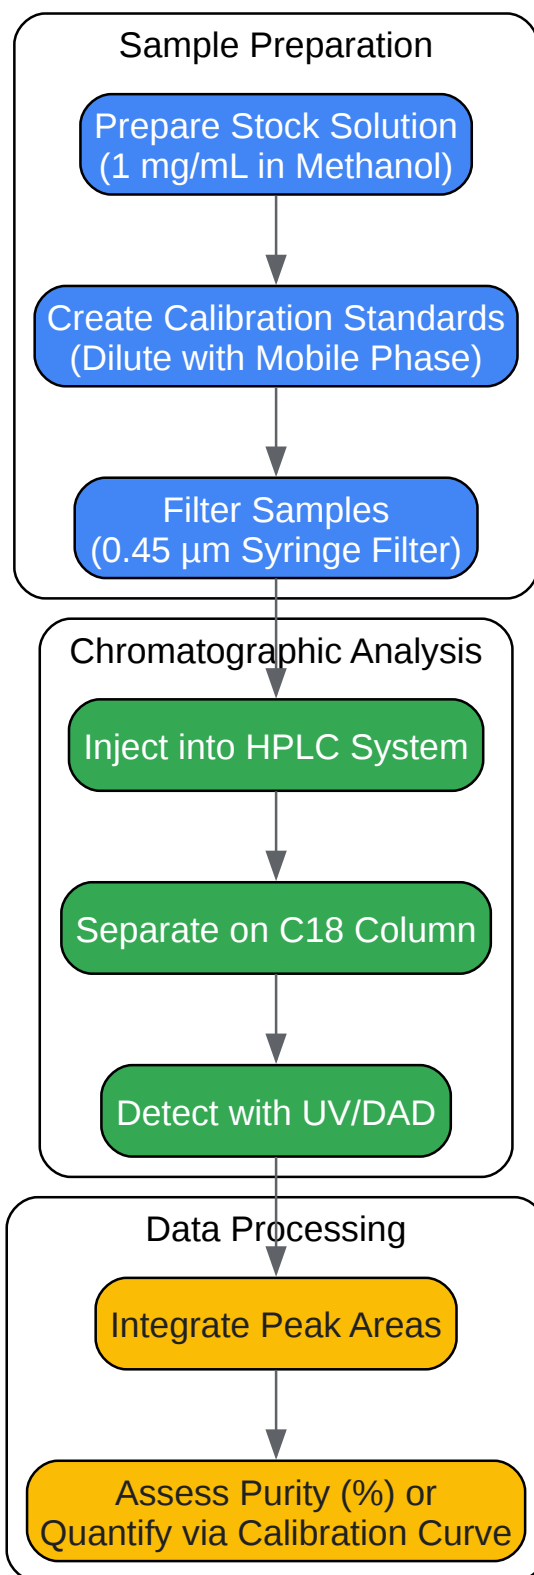 Sample Preparation
Prepare Stock Solution
(1 mg/mL in Methanol)
Create Calibration Standards
(Dilute with Mobile Phase)
Filter Samples
(0.45 µm Syringe Filter)
Chromatographic Analysis
Inject into HPLC System
Separate on C18 Column
Detect with UV/DAD
Data Processing
Integrate Peak Areas
Assess Purity (%) or
Quantify via Calibration Curve